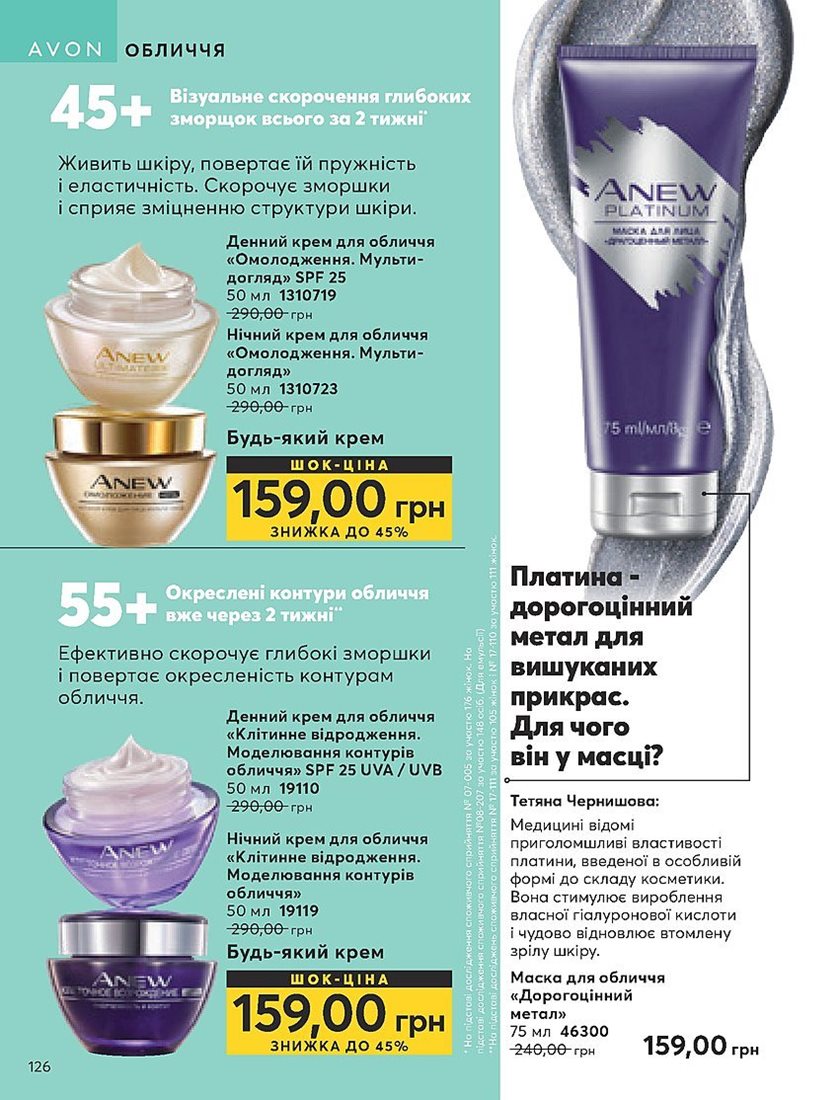 AVON ОБЛИЧЧЯ
45+
Візуальне скорочення глибоких
зморщок всього за 2 тижні*
Живить шкіру, повертає їй пружність
і еластичність. Скорочує зморшки
і сприяє зміцненню структури шкіри.
Денний крем для обличчя
«Омолодження. Мульти-
догляд» SPF 25
50 мл 1310719
290,00 грн
Нічний крем для обличчя
«Омолодження. Мульти-
догляд»
50 мл 1310723
290,00 грн
Будь-який крем
ШОК-ЦІНА
159,00 грн
ЗНИЖКА ДО 45%
ANEW
ULTIMATE
ANEW
ОМОЛОЖЕНИЕ
55+
Окреслені контури обличчя
вже через 2 тижні**
Ефективно скорочує глибокі зморшки
і повертає окресленість контурам
обличчя.
Денний крем для обличчя
«Клітинне відродження.
Моделювання контурів
обличчя» SPF 25 UVA / UVB
50 мл 19110
290,00 грн
Нічний крем для обличчя
«Клітинне відродження.
Моделювання контурів
обличчя»
50 мл 19119
290,00 грн
Будь-який крем
ШОК-ЦІНА
159,00 грн
ЗНИЖКА ДО 45%
ANEW
ANEW
КЛЕТОЧНОЕ ВОЗРОЖДЕНИЕ
* На підставі дослідження споживчого сприйняття № 07-005 за участю 176 жінок. На
підставі дослідження споживчого сприйняття №08-207 за участю 148 осіб. (Для емульсії)
**На підставі досліджень споживчого сприйняття № 17-111 за участю 105 жінок і № 17-110 за участю 111 жінок.
ANEW
PLATINUM
МАСКА ДЛЯ ЛИЦА
«ДРАГОЦЕННЫЙ МЕТАЛЛ»
75 ml/мл/Ꮛ ℮
Платина -
дорогоцінний
метал для
вишуканих
прикрас.
Для чого
він у масці?
Тетяна Чернишова:
Медицині відомі
приголомшливі властивості
платини, введеної в особливій
формі до складу косметики.
Вона стимулює вироблення
власної гіалуронової кислоти
і чудово відновлює втомлену
зрілу шкіру.
Маска для обличчя
«Дорогоцінний
метал»
75 мл 46300
240,00 грн
159,00 грн
126